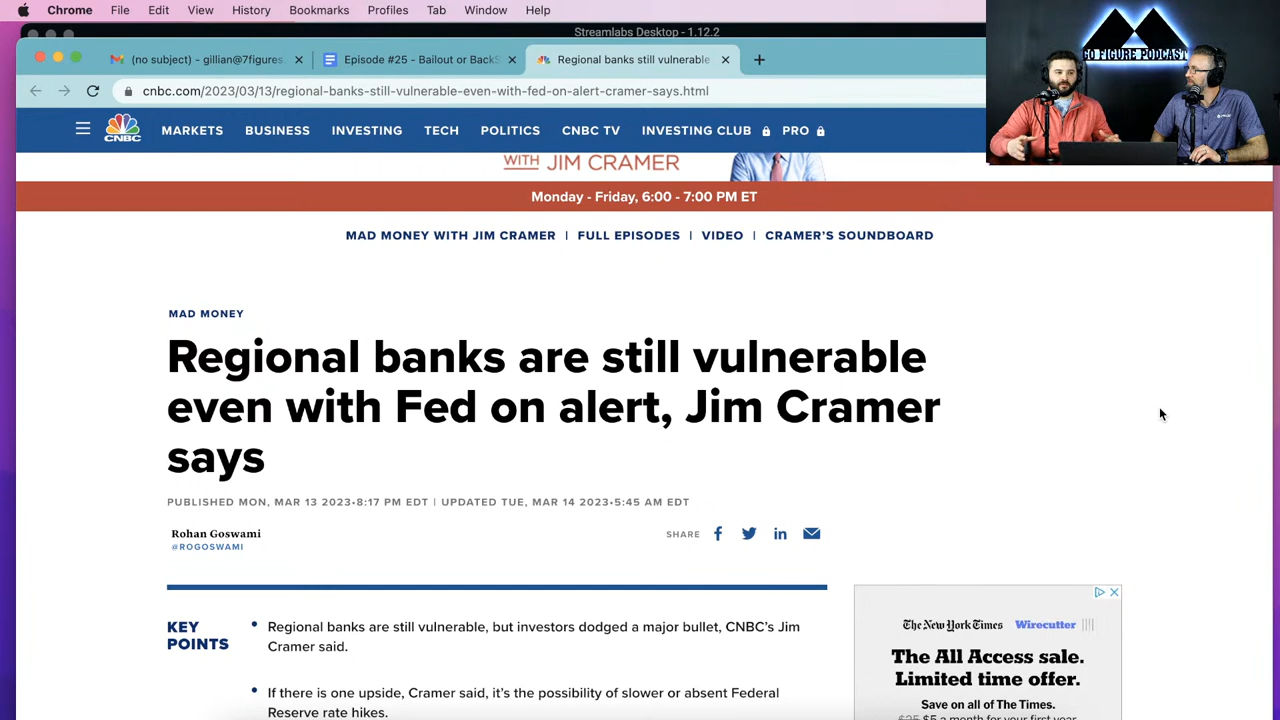 Chrome File Edit View History Bookmarks Profiles Tab Window Help
Streamlabs Desktop - 1.12.2
GO FIGURE PODCAST
(no subject) - gillian@7figures
Episode #25 - Bailout or Back
Regional banks still vulnerable
cnbc.com/2023/03/13/regional-banks-still-vulnerable-even-with-fed-on-alert-cramer-says.html
CNBC
MARKETS BUSINESS INVESTING TECH POLITICS CNBC TV INVESTING CLUB PRO
WITH JIM CRAMER
Monday - Friday, 6:00 - 7:00 PM ET
MAD MONEY WITH JIM CRAMER | FULL EPISODES | VIDEO | CRAMER'S SOUNDBOARD
MAD MONEY
Regional banks are still vulnerable
even with Fed on alert, Jim Cramer
says
PUBLISHED MON, MAR 13 2023•8:17 PM EDT | UPDATED TUE, MAR 14 2023•5:45 AM EDT
Rohan Goswami
@ROGOSWAMI
SHARE
KEY
POINTS
• Regional banks are still vulnerable, but investors dodged a major bullet, CNBC's Jim
Cramer said.
• If there is one upside, Cramer said, it's the possibility of slower or absent Federal
Reserve rate hikes.
The New York Times Wirecutter
The All Access sale.
Limited time offer.
Save on all of The Times.
$25 $5 a month for your first year